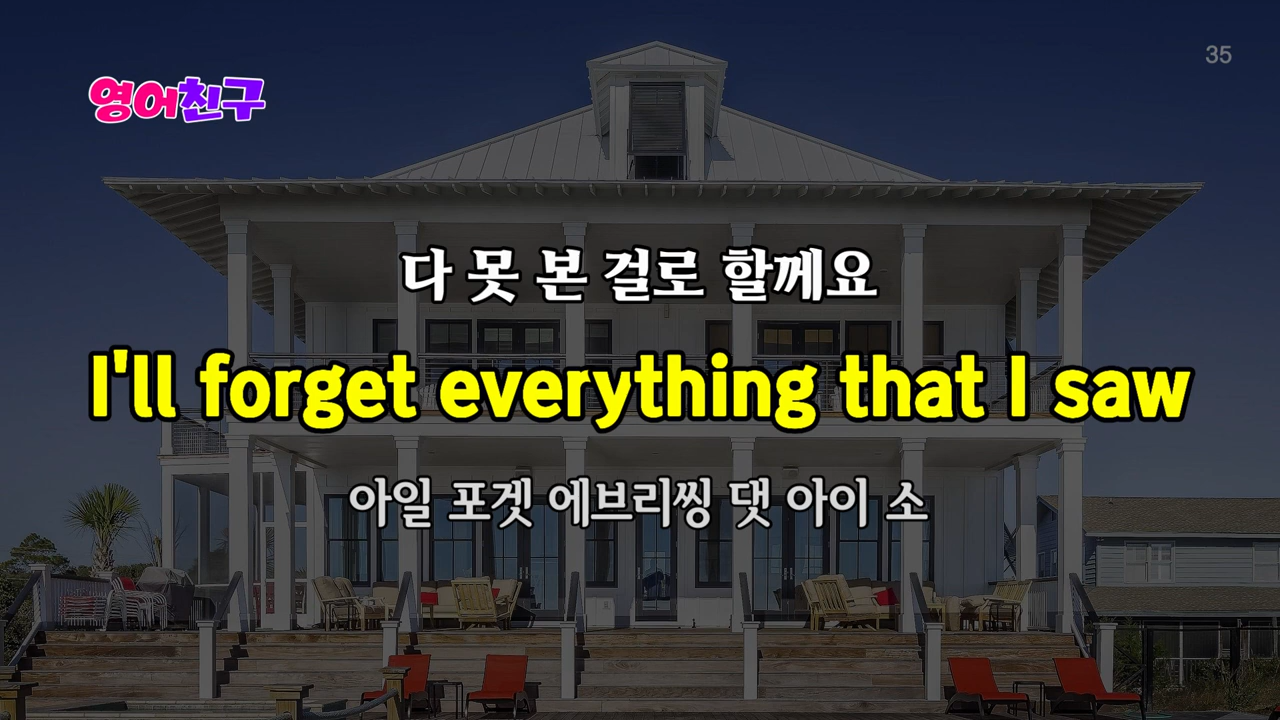 35
영어친구
다 못 본 걸로 할께요
I'll forget everything that I saw
아일 포겟 에브리씽 댓 아이 소